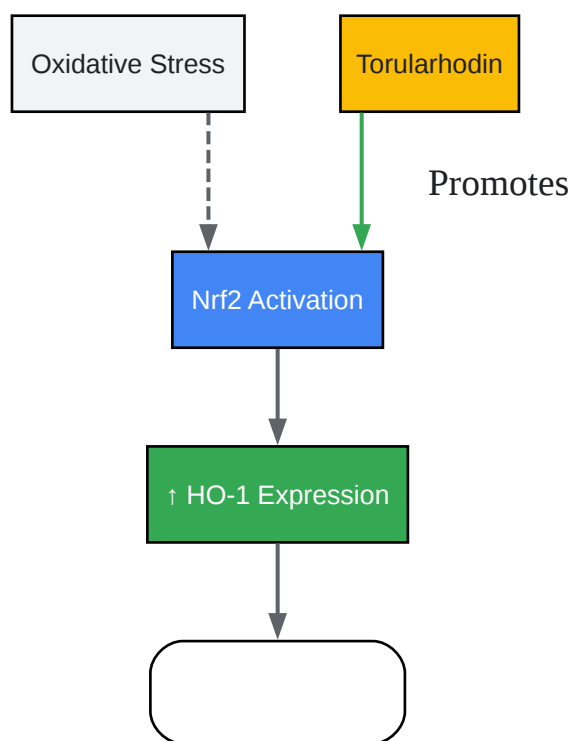 Oxidative Stress
Torularhodin
Promotes
Nrf2 Activation
↑ HO-1 Expression